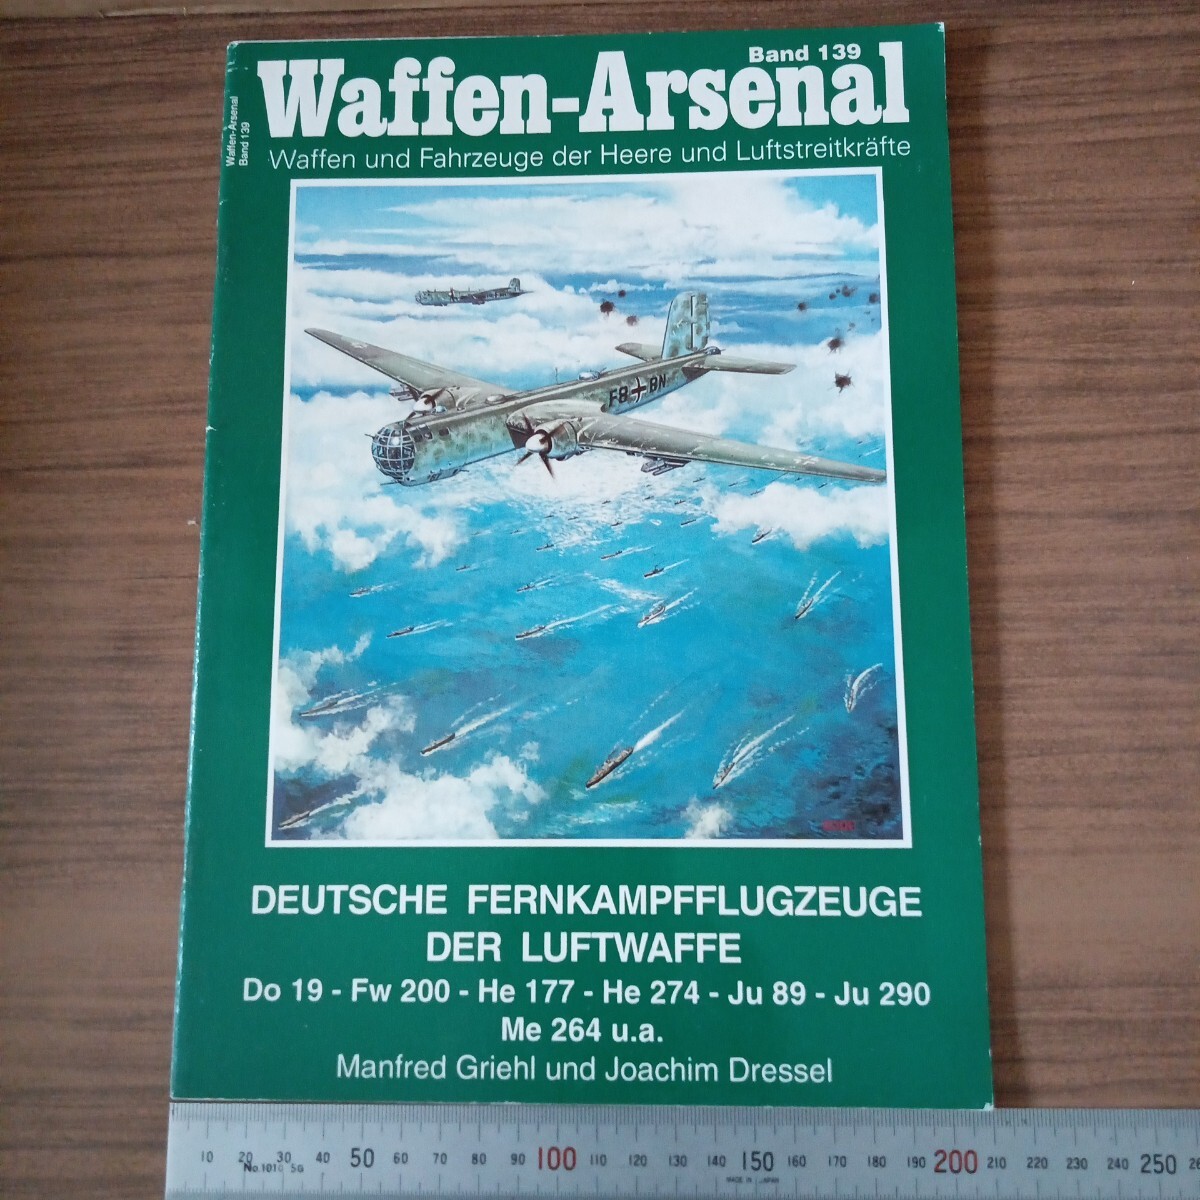 Band 139
Waffen-Arsenal
Waffen und Fahrzeuge der Heere und Luftstreitkräfte
Waffen-Arsenal
Band 139
F8 BN
DEUTSCHE FERNKAMPFFLUGZEUGE
DER LUFTWAFFE
Do 19 - Fw 200 - He 177 - He 274 - Ju 89 - Ju 290
Me 264 u.a.
Manfred Griehl und Joachim Dressel
10 20 30 40 50 60 70 80 90 100 110 120 130 140 150 160 170 180 190 200 210 220 230 240 250
MADE IN JAPAN